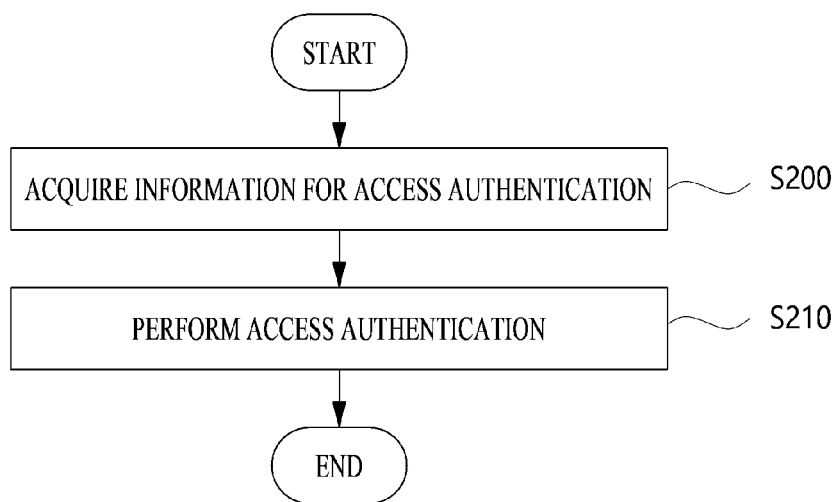 START
ACQUIRE INFORMATION FOR ACCESS AUTHENTICATION
S200
PERFORM ACCESS AUTHENTICATION
S210
END